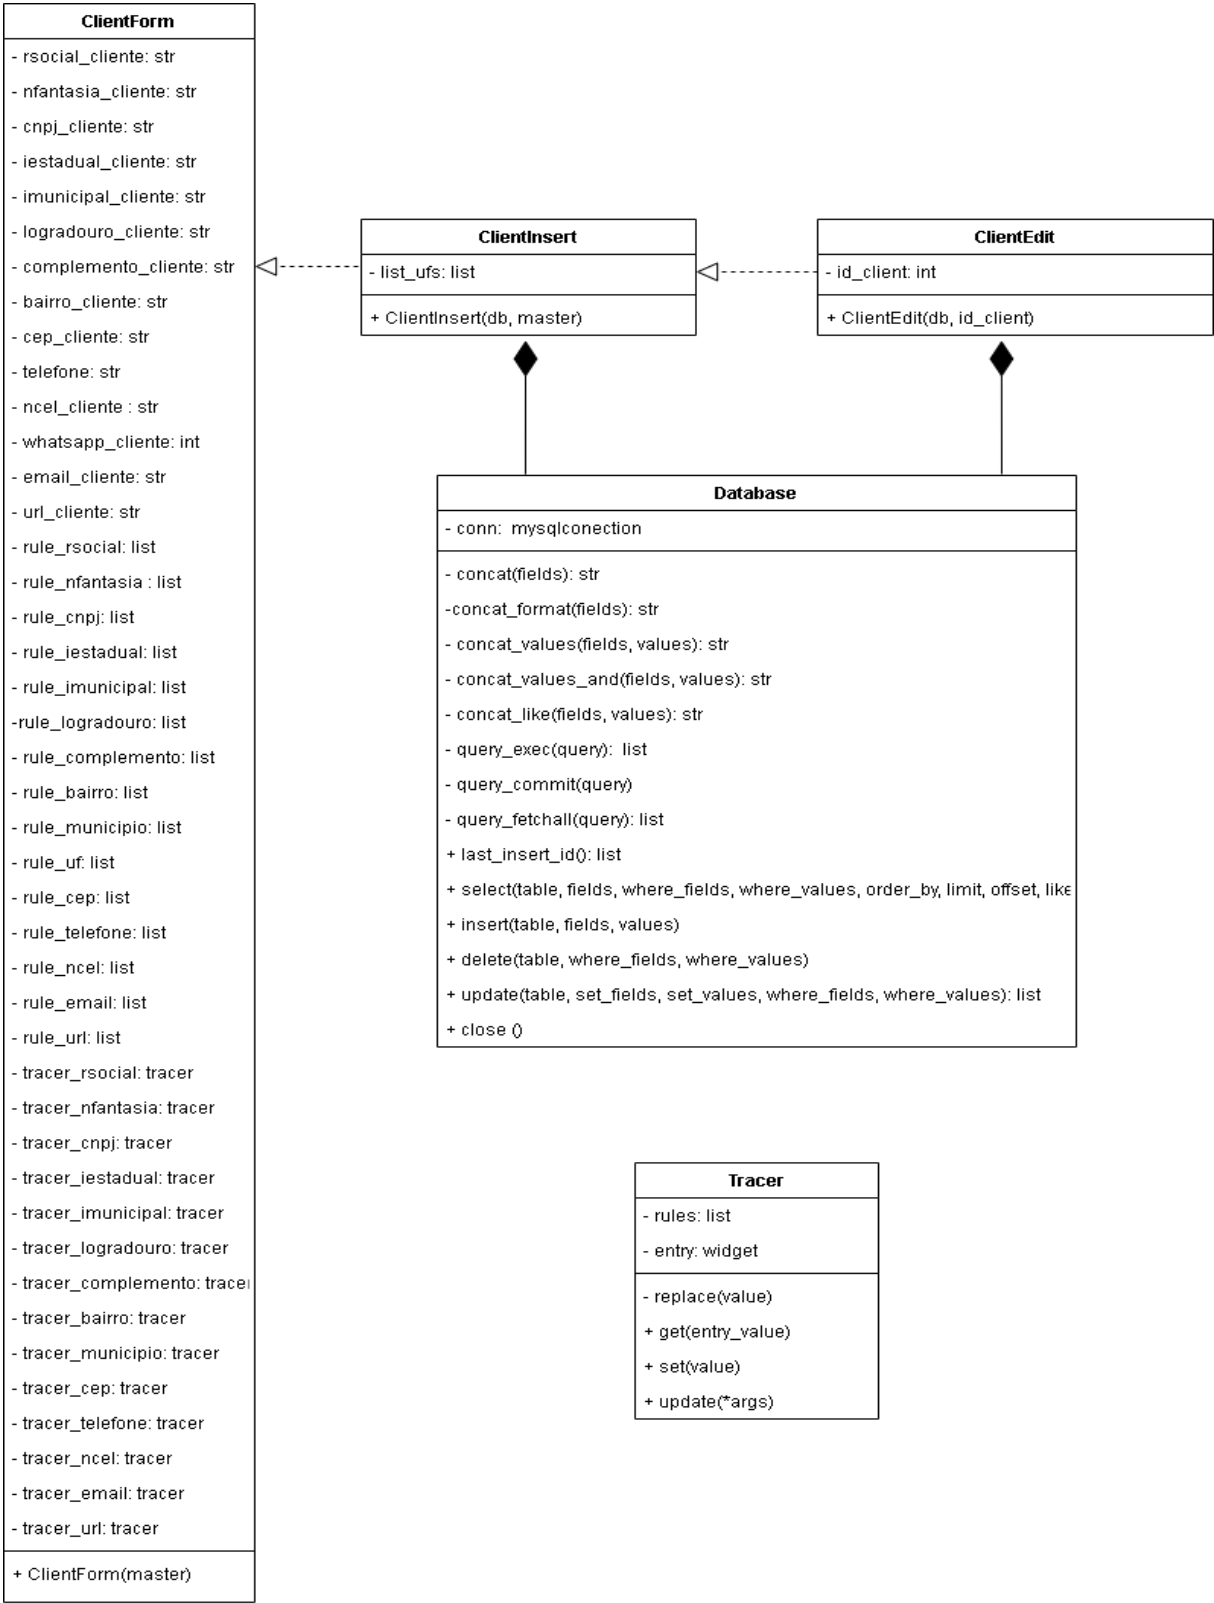 ClientForm
- rsocial_cliente: str
- nfantasia_cliente: str
- cnpj_cliente: str
- iestadual_cliente: str
- imunicipal_cliente: str
- logradouro_cliente: str
- complemento_cliente: str
- bairro_cliente: str
- cep_cliente: str
- telefone: str
- ncel_cliente : str
- whatsapp_cliente: int
- email_cliente: str
- url_cliente: str
- rule_rsocial: list
- rule_nfantasia : list
- rule_cnpj: list
- rule_iestadual: list
- rule_imunicipal: list
-rule_logradouro: list
- rule_complemento: list
- rule_bairro: list
- rule_municipio: list
- rule_uf: list
- rule_cep: list
- rule_telefone: list
- rule_ncel: list
- rule_email: list
- rule_url: list
- tracer_rsocial: tracer
- tracer_nfantasia: tracer
- tracer_cnpj: tracer
- tracer_iestadual: tracer
- tracer_imunicipal: tracer
- tracer_logradouro: tracer
- tracer_complemento: tracer
- tracer_bairro: tracer
- tracer_municipio: tracer
- tracer_cep: tracer
- tracer_telefone: tracer
- tracer_ncel: tracer
- tracer_email: tracer
- tracer_url: tracer
+ ClientForm(master)
ClientInsert
- list_ufs: list
+ ClientInsert(db, master)
ClientEdit
- id_client: int
+ ClientEdit(db, id_client)
Database
- conn:  mysqlconection
- concat(fields): str
-concat_format(fields): str
- concat_values(fields, values): str
- concat_values_and(fields, values): str
- concat_like(fields, values): str
- query_exec(query):  list
- query_commit(query)
- query_fetchall(query): list
+ last_insert_id(): list
+ select(table, fields, where_fields, where_values, order_by, limit, offset, like
+ insert(table, fields, values)
+ delete(table, where_fields, where_values)
+ update(table, set_fields, set_values, where_fields, where_values): list
+ close ()
Tracer
- rules: list
- entry: widget
- replace(value)
+ get(entry_value)
+ set(value)
+ update(*args)